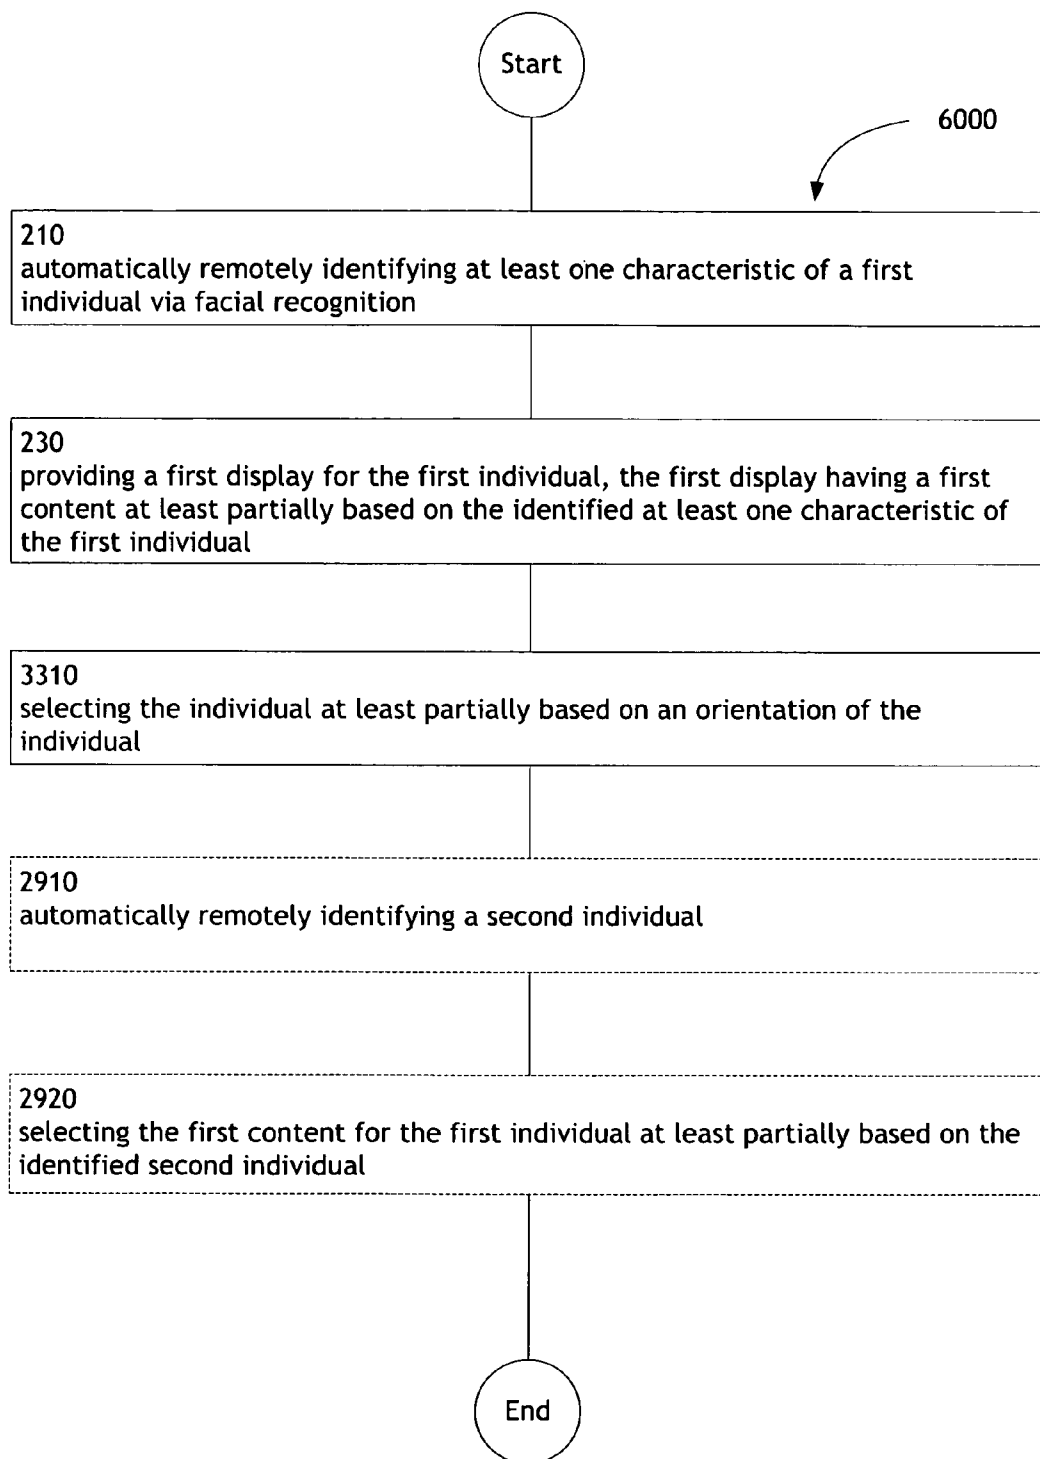 Start
6000
210
automatically remotely identifying at least one characteristic of a first
individual via facial recognition
230
providing a first display for the first individual, the first display having a first
content at least partially based on the identified at least one characteristic of
the first individual
3310
selecting the individual at least partially based on an orientation of the
individual
2910
automatically remotely identifying a second individual
2920
selecting the first content for the first individual at least partially based on the
identified second individual
End